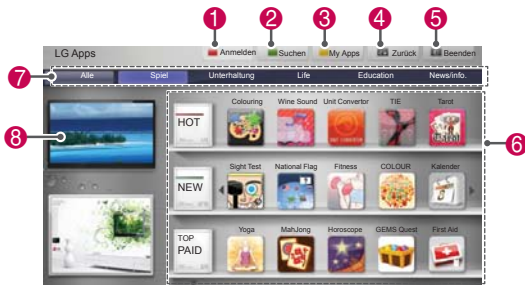 1 2 3 4 5
LG Apps Anmelden Suchen My Apps Zurück Beenden
7 Alle Spiel Unterhaltung Life Education News/info.
8
6
HOT Colouring Wine Sound Unit Convertor TIE Tarot
NEW Sight Test National Flag Fitness COLOUR Kalender
TOP PAID Yoga MahJong Horoscope GEMS Quest First Aid